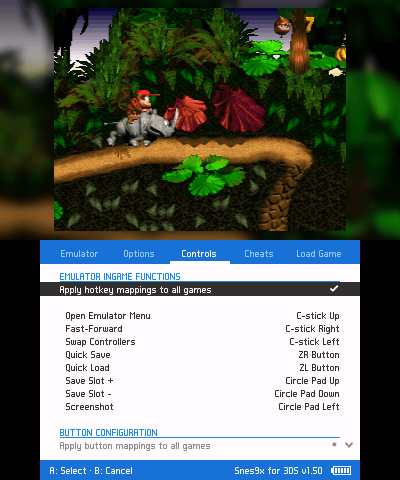 7
Emulator Options Controls Cheats Load Game
EMULATOR INGAME FUNCTIONS
Apply hotkey mappings to all games
Open Emulator Menu C-stick Up
Fast-Forward C-stick Right
Swap Controllers C-stick Left
Quick Save ZR Button
Quick Load ZL Button
Save Slot + Circle Pad Up
Save Slot - Circle Pad Down
Screenshot Circle Pad Left
BUTTON CONFIGURATION
Apply button mappings to all games
A: Select · B: Cancel Snes9x for 3DS v1.50